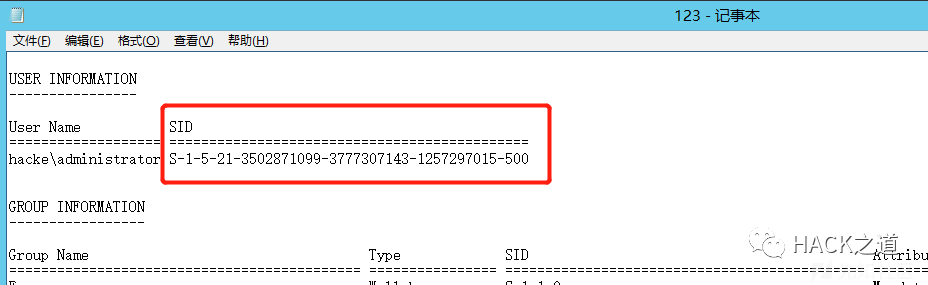 123 - 记事本
文件(F) 编辑(E) 格式(O) 查看(V) 帮助(H)
USER INFORMATION
----------------
User Name SID
=================== =============================================
hacke\administrator S-1-5-21-3502871099-3777307143-1257297015-500
GROUP INFORMATION
-----------------
Group Name Type SID Attribu
============================================ ================ ============================================= =======
HACK之道